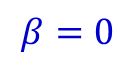 β = 0